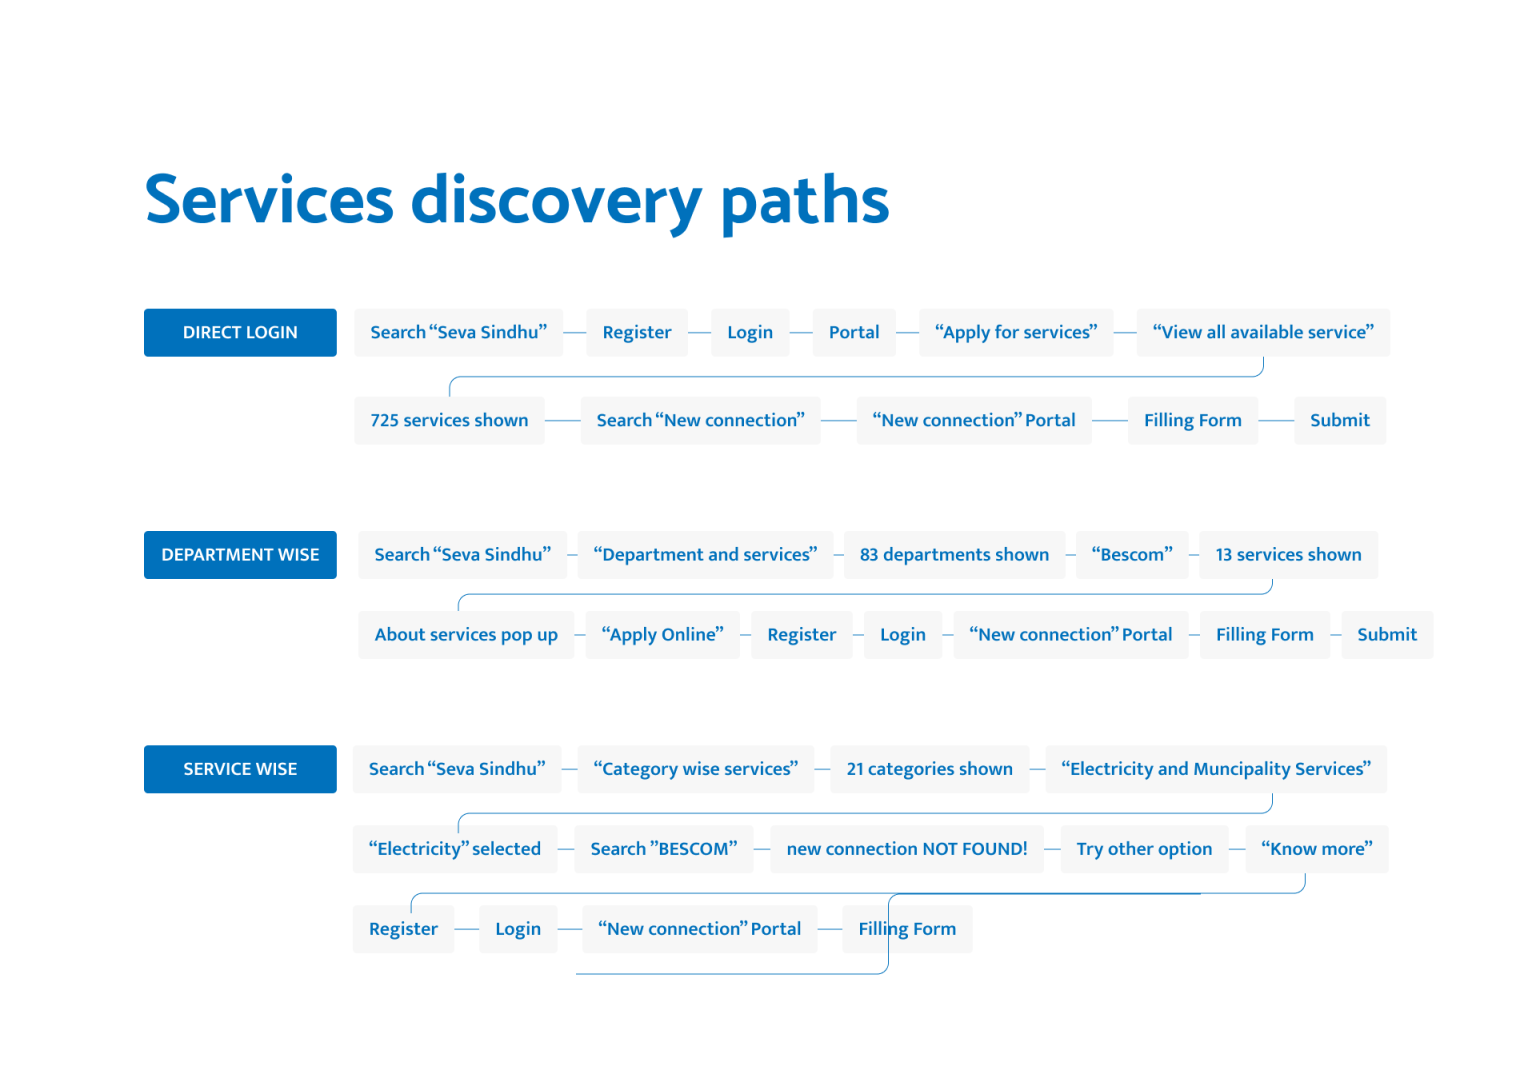 Services discovery paths
DIRECT LOGIN
Search “Seva Sindhu” Register Login Portal “Apply for services” “View all available service”
725 services shown Search “New connection” “New connection” Portal Filling Form Submit
DEPARTMENT WISE
Search “Seva Sindhu” “Department and services” 83 departments shown “Bescom” 13 services shown
About services pop up “Apply Online” Register Login “New connection” Portal Filling Form Submit
SERVICE WISE
Search “Seva Sindhu” “Category wise services” 21 categories shown “Electricity and Muncipality Services”
“Electricity” selected Search ”BESCOM” new connection NOT FOUND! Try other option “Know more”
Register Login “New connection” Portal Filling Form